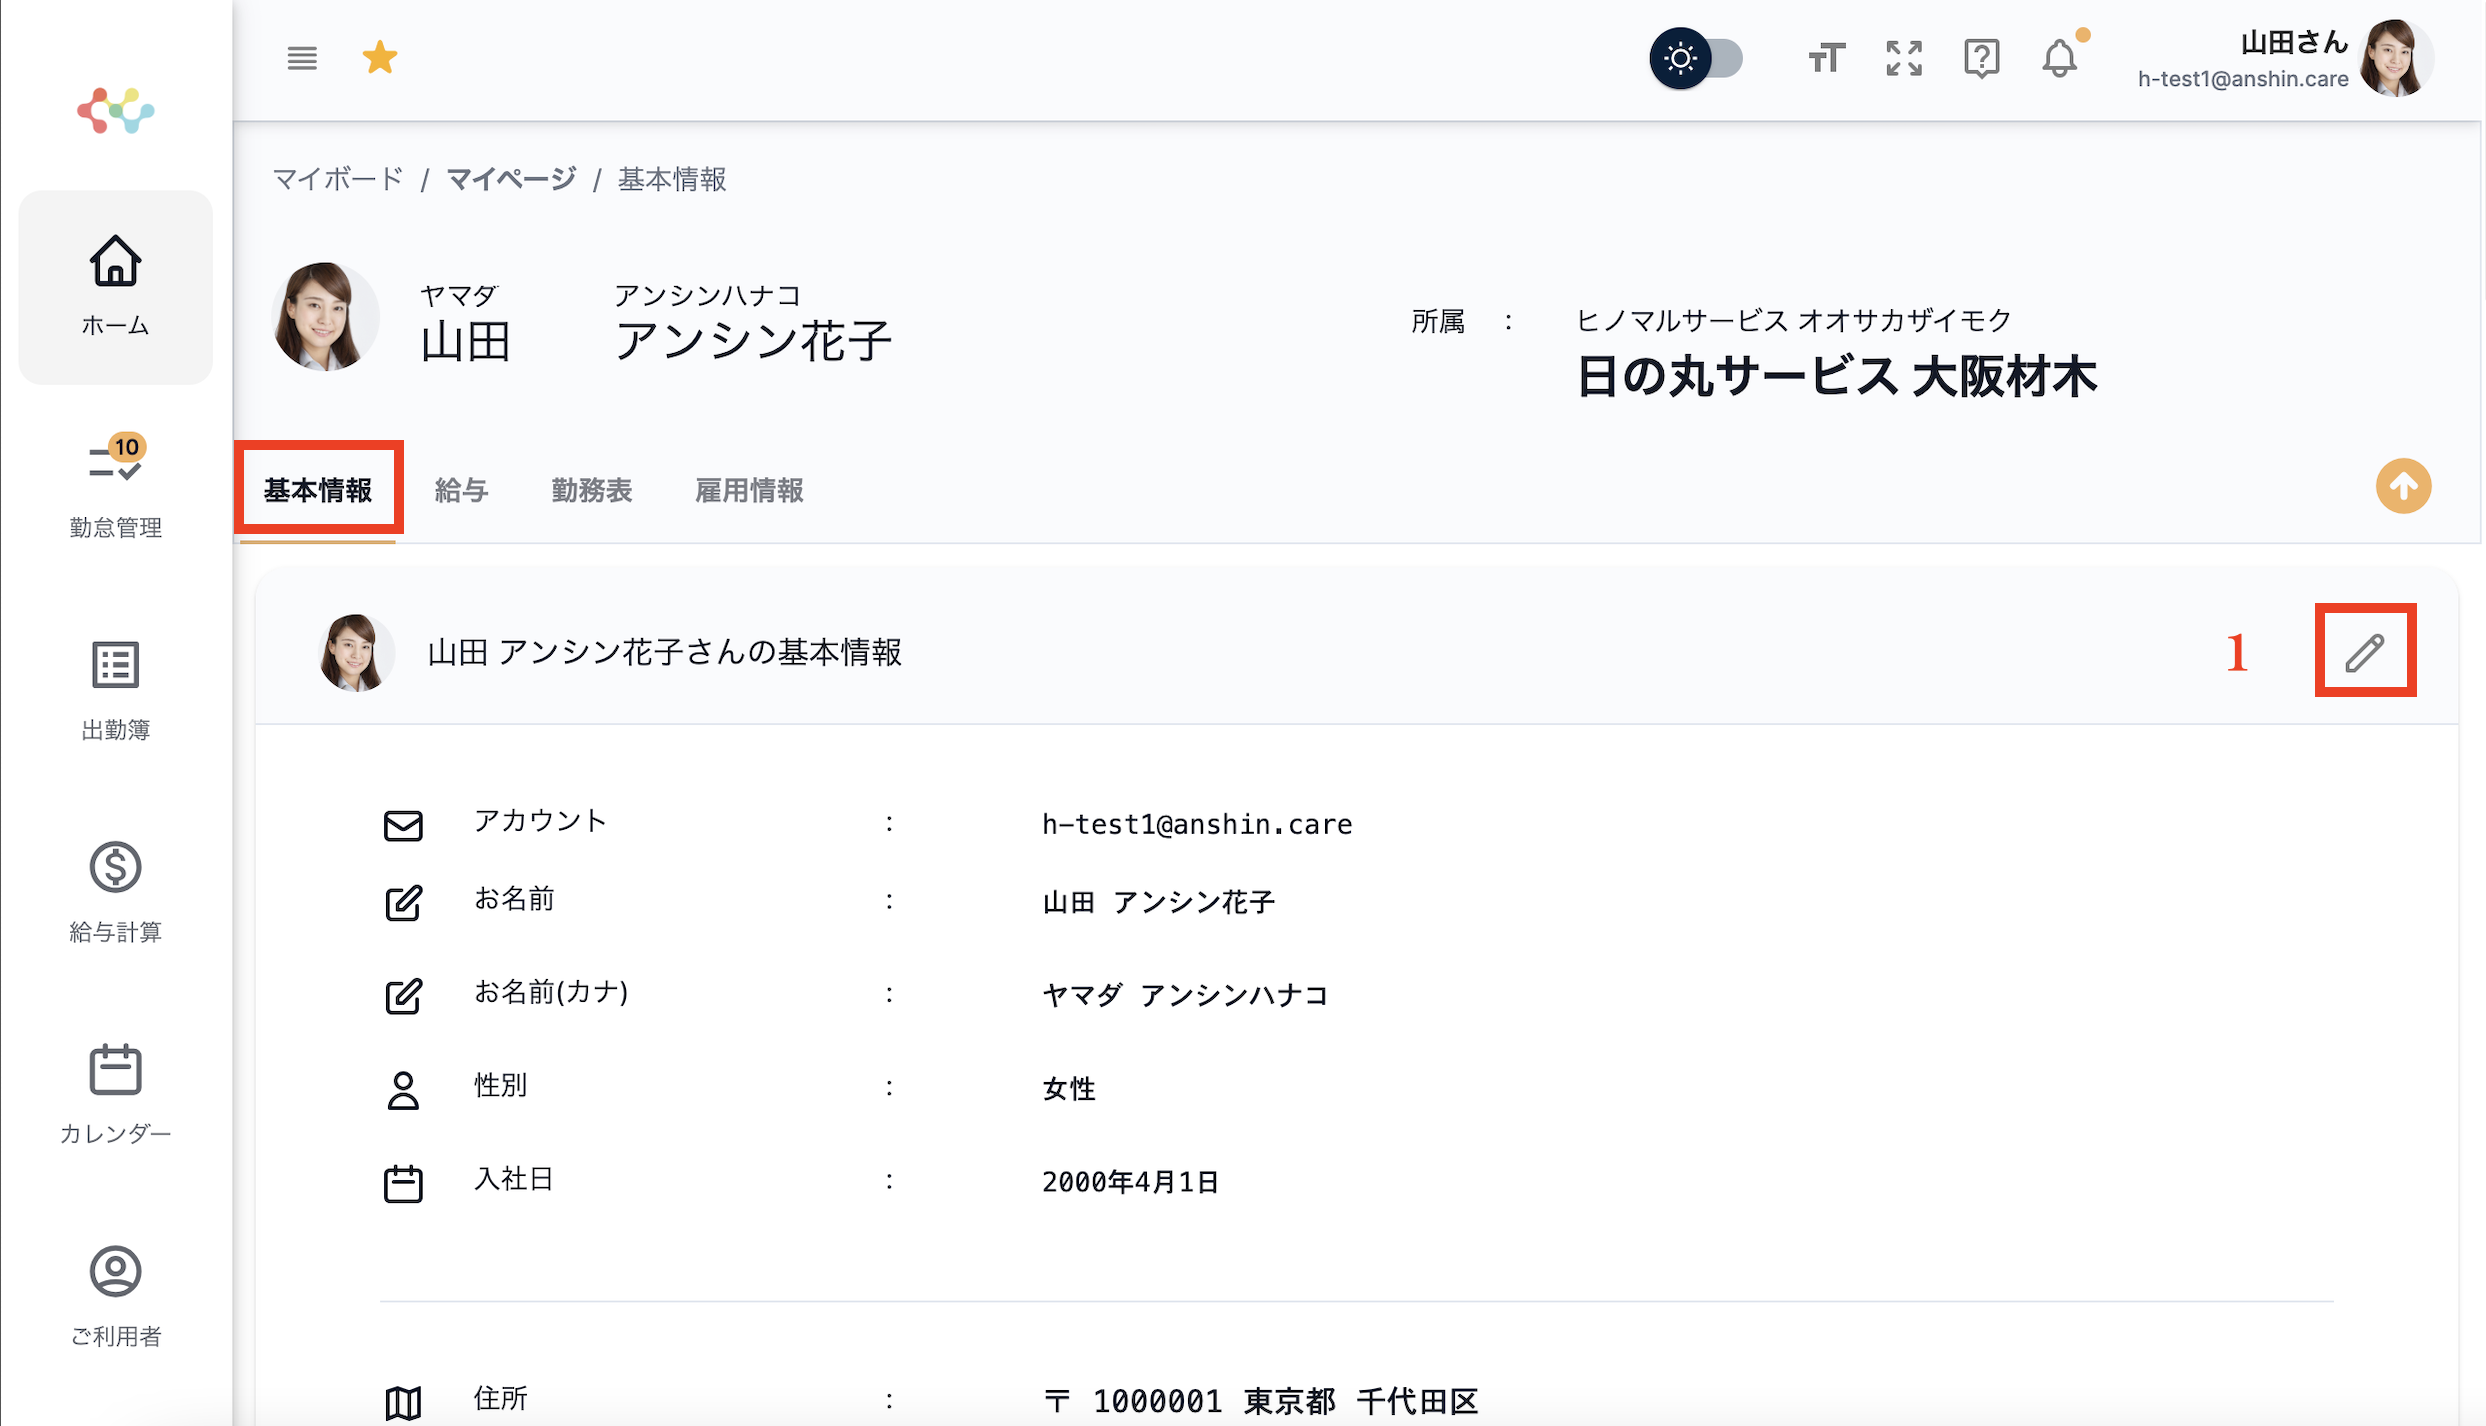 山田さん
h-test1@anshin.care
マイボード / マイページ / 基本情報
ホーム
ヤマダ アンシンハナコ
山田 アンシン花子
所属 : ヒノマルサービス オオサカザイモク
日の丸サービス 大阪材木
10
勤怠管理
基本情報 給与 勤務表 雇用情報
山田 アンシン花子さんの基本情報
1
出勤簿
アカウント : h-test1@anshin.care
お名前 : 山田 アンシン花子
給与計算
お名前(カナ) : ヤマダ アンシンハナコ
性別 : 女性
カレンダー
入社日 : 2000年4月1日
ご利用者
住所 : 〒 1000001 東京都 千代田区